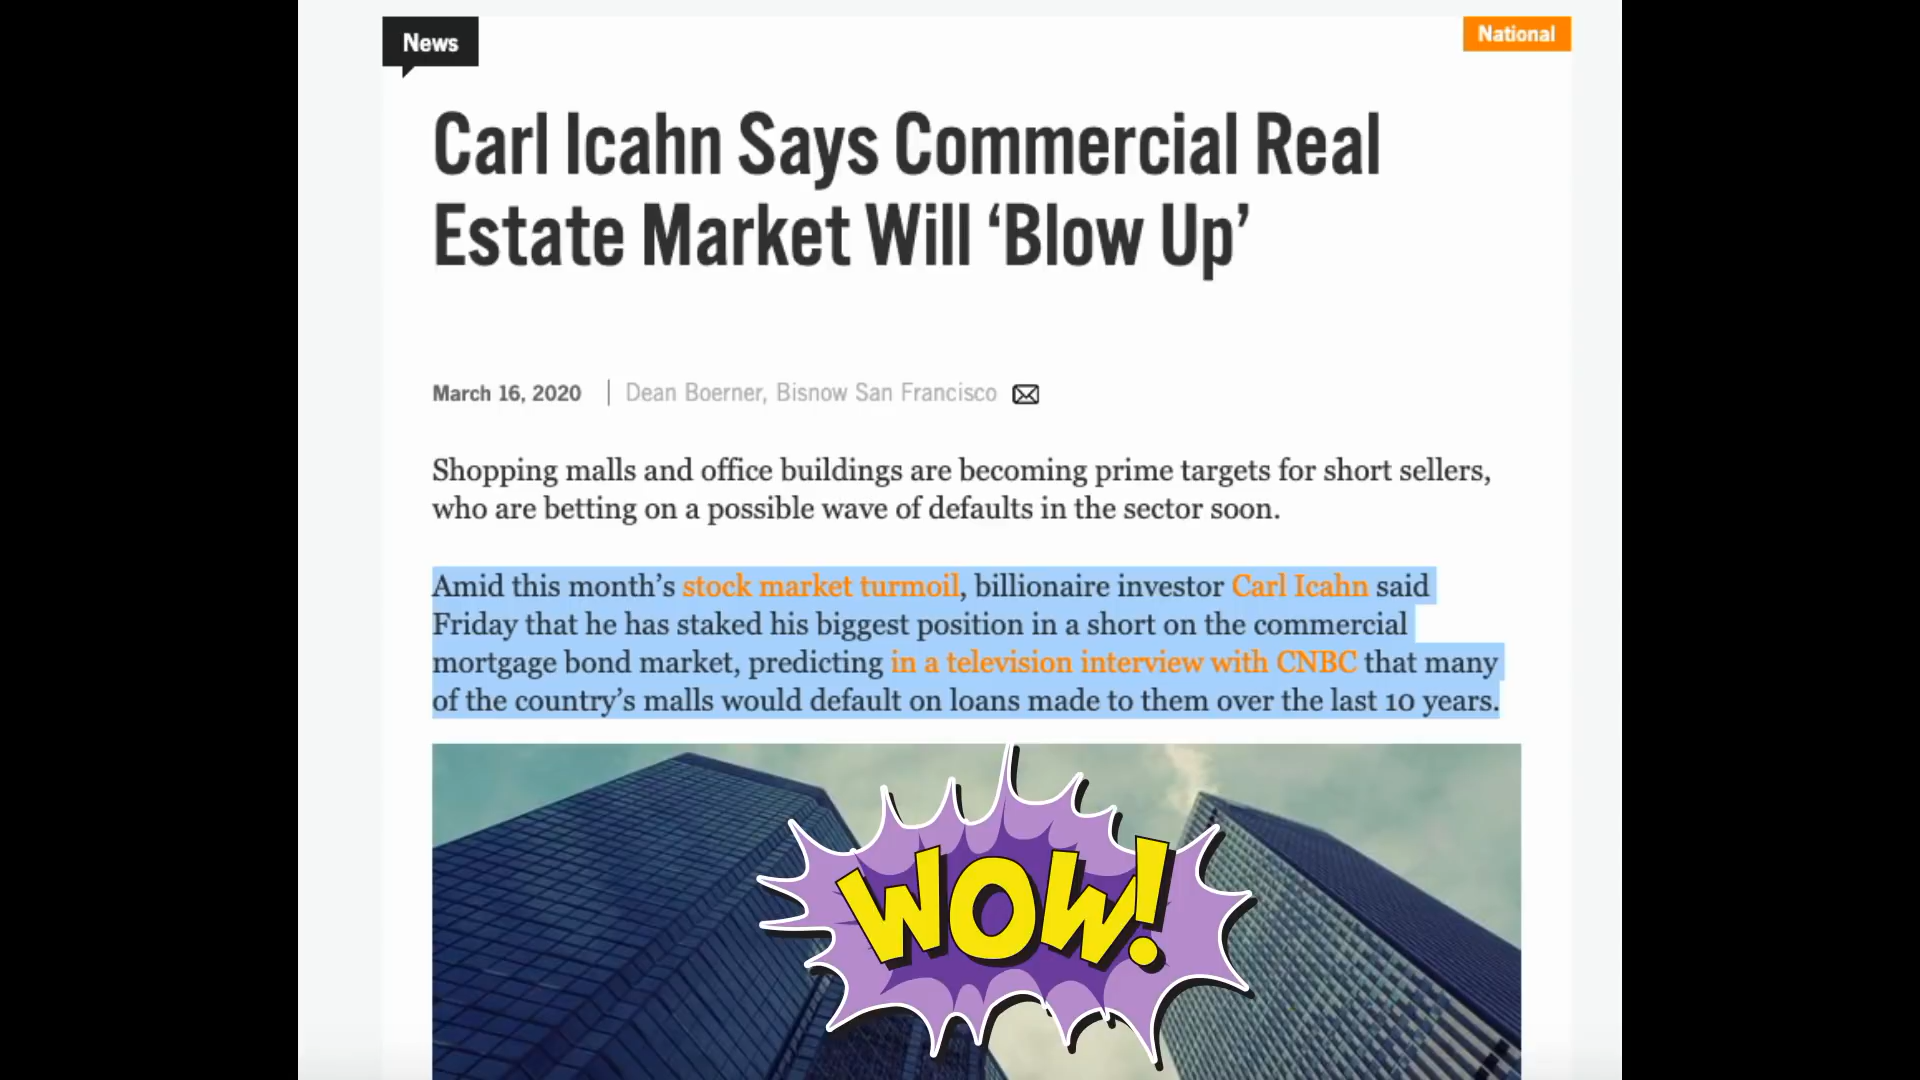 News
National
Carl Icahn Says Commercial Real
Estate Market Will ‘Blow Up’
March 16, 2020 | Dean Boerner, Bisnow San Francisco
Shopping malls and office buildings are becoming prime targets for short sellers,
who are betting on a possible wave of defaults in the sector soon.
Amid this month’s stock market turmoil, billionaire investor Carl Icahn said
Friday that he has staked his biggest position in a short on the commercial
mortgage bond market, predicting in a television interview with CNBC that many
of the country’s malls would default on loans made to them over the last 10 years.
WOW!